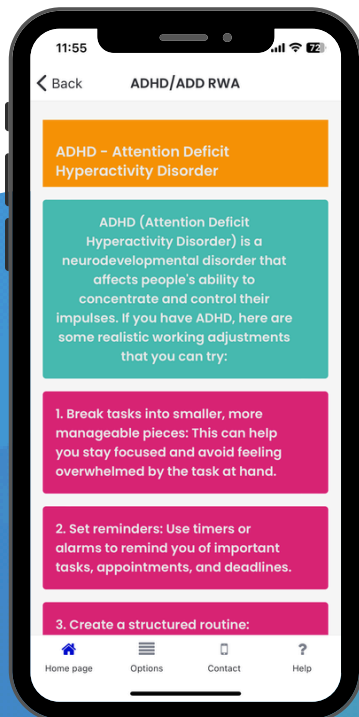 11:55
72
Back
ADHD/ADD RWA
ADHD - Attention Deficit
Hyperactivity Disorder
ADHD (Attention Deficit
Hyperactivity Disorder) is a
neurodevelopmental disorder that
affects people's ability to
concentrate and control their
impulses. If you have ADHD, here are
some realistic working adjustments
that you can try:
1. Break tasks into smaller, more
manageable pieces: This can help
you stay focused and avoid feeling
overwhelmed by the task at hand.
2. Set reminders: Use timers or
alarms to remind you of important
tasks, appointments, and deadlines.
3. Create a structured routine:
Home page
Options
Contact
? 
Help